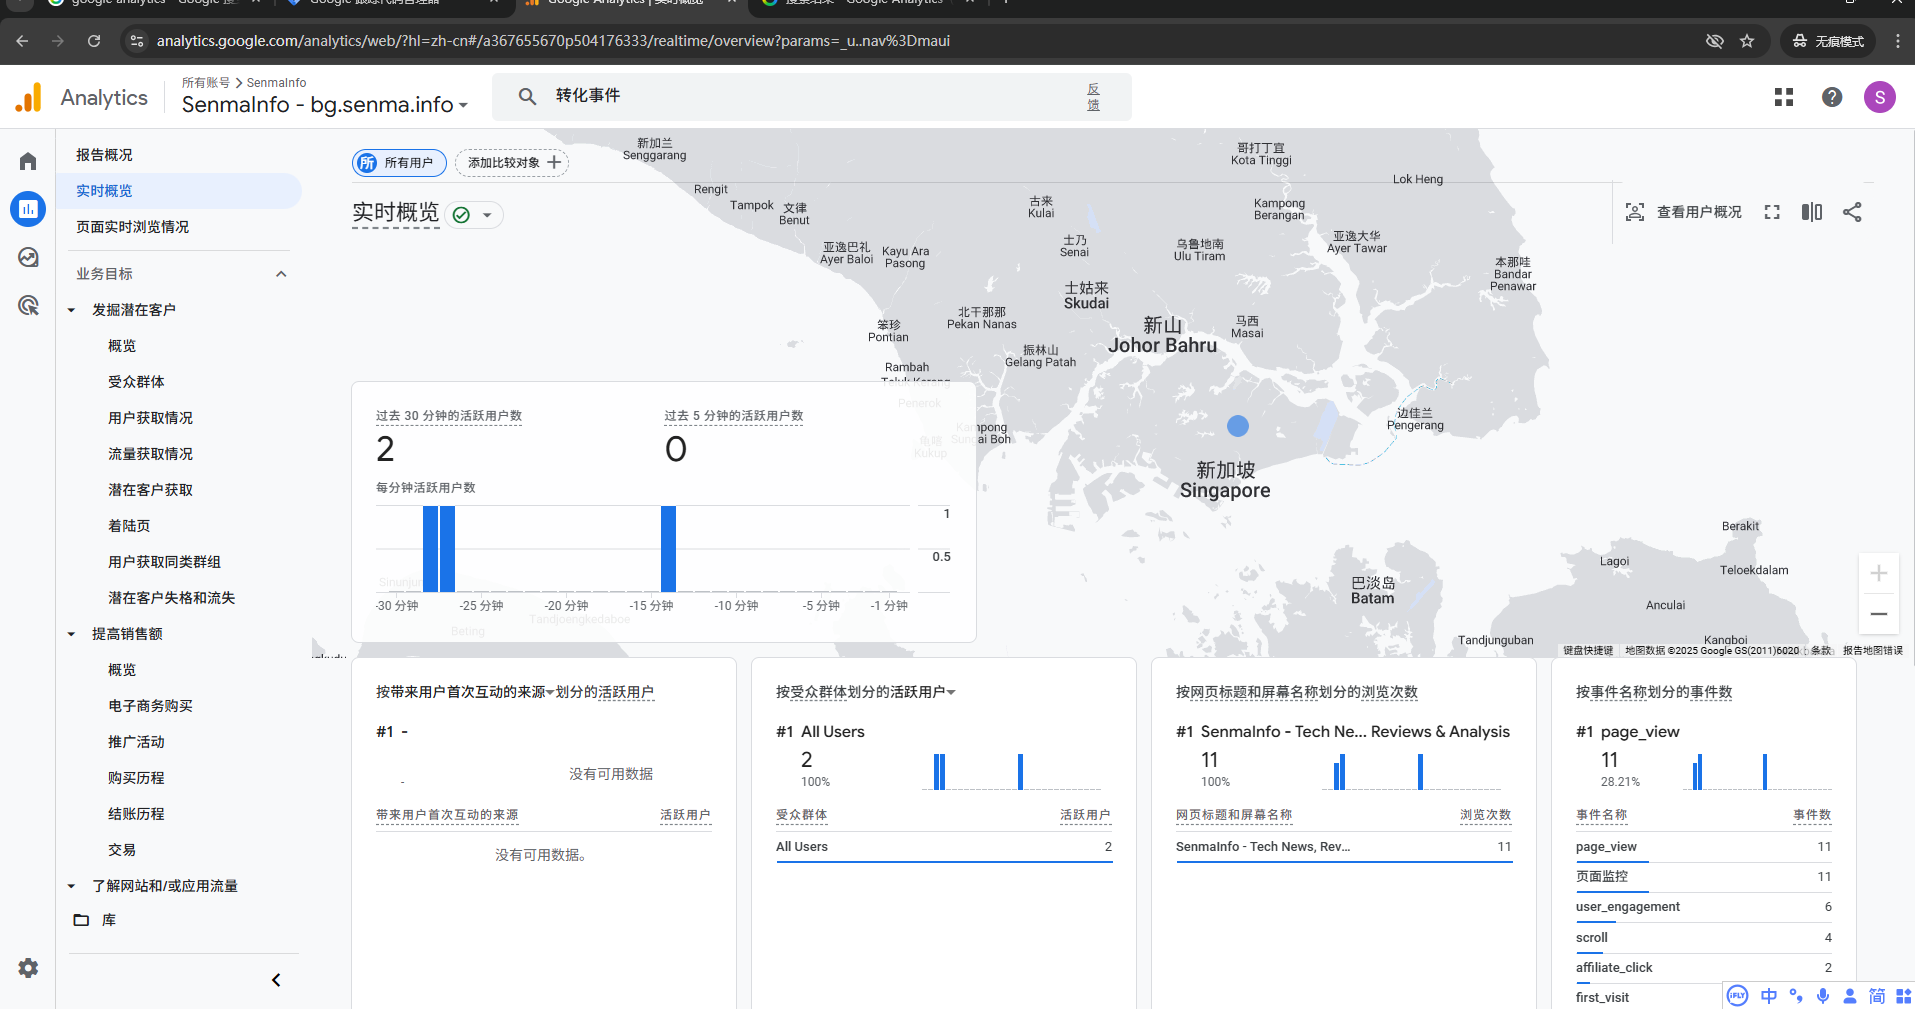 Google Analytics | 实时概览
analytics.google.com/analytics/web/?hl=zh-cn#/a367655670p504176333/realtime/overview?params=_u..nav%3Dmaui
无痕模式
Analytics
所有账号 > SenmaInfo
SenmaInfo - bg.senma.info
转化事件
反馈
S
报告概况
实时概览
页面实时浏览情况
业务目标
发掘潜在客户
概览
受众群体
用户获取情况
流量获取情况
潜在客户获取
着陆页
用户获取同类群组
潜在客户失格和流失
提高销售额
概览
电子商务购买
推广活动
购买历程
结账历程
交易
了解网站和/或应用流量
库
所 所有用户
添加比较对象
实时概览
查看用户概况
新加兰
Senggarang
Rengit
Tampok
文律
Benut
亚逸巴礼
Ayer Baloi
Kayu Ara
Pasong
古来
Kulai
士乃
Senai
士姑来
Skudai
哥打丁宜
Kota Tinggi
Lok Heng
Kampong
Berangan
乌鲁地南
Ulu Tiram
亚逸大华
Ayer Tawar
本那哇
Bandar
Penawar
北干那那
Pekan Nanas
笨珍
Pontian
振林山
Gelang Patah
新山
Johor Bahru
马西
Masai
Rambah
Penerok
Kampong
Sungai Boh
Kukup
边佳兰
Pengerang
新加坡
Singapore
巴淡岛
Batam
Berakit
Lagoi
Teloekdalam
Anculai
Tandjunguban
Kangboi
键盘快捷键
地图数据 ©2025 Google GS(2011)6020
条款
报告地图错误
过去 30 分钟的活跃用户数
2
过去 5 分钟的活跃用户数
0
每分钟活跃用户数
1
0.5
-30 分钟
-25 分钟
-20 分钟
-15 分钟
-10 分钟
-5 分钟
-1 分钟
Tandjoengkedaboe
Beting
按带来用户首次互动的来源划分的活跃用户
#1 -
-
没有可用数据
带来用户首次互动的来源
活跃用户
没有可用数据。
按受众群体划分的活跃用户
#1 All Users
2
100%
受众群体
活跃用户
All Users
2
按网页标题和屏幕名称划分的浏览次数
#1 SenmaInfo - Tech Ne... Reviews & Analysis
11
100%
网页标题和屏幕名称
浏览次数
SenmaInfo - Tech News, Rev...
11
按事件名称划分的事件数
#1 page_view
11
28.21%
事件名称
事件数
page_view
11
页面监控
11
user_engagement
6
scroll
4
affiliate_click
2
first_visit
iFLY
中
简